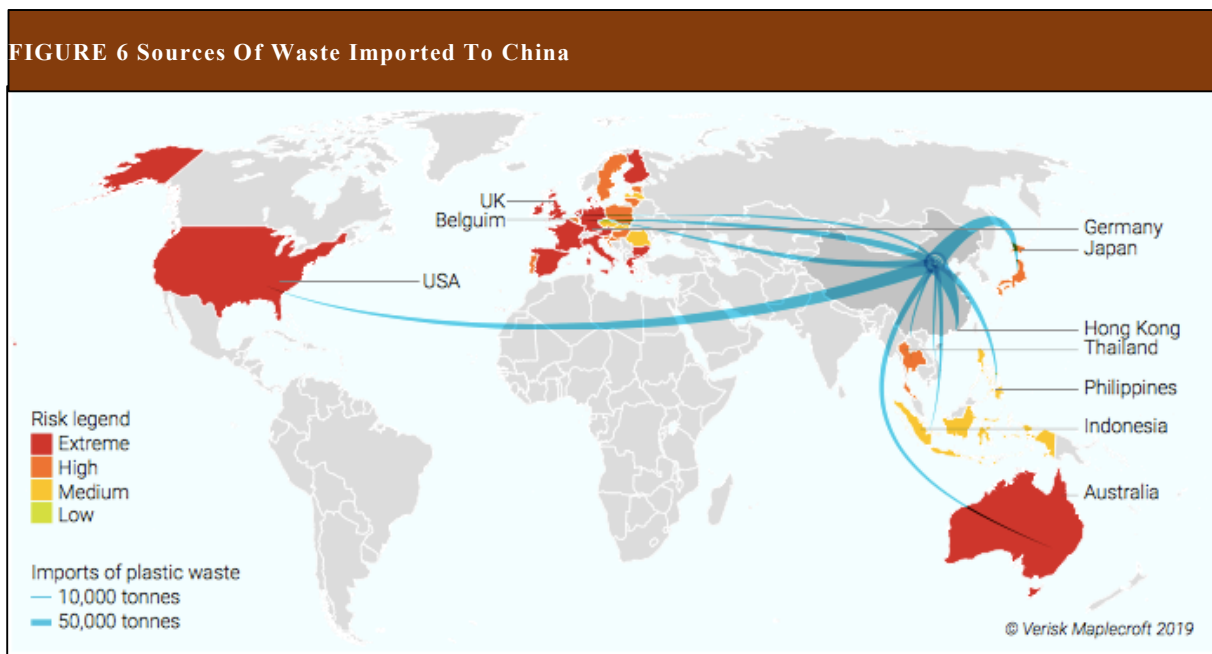 FIGURE 6 Sources Of Waste Imported To China
UK
Belguim
USA
Germany
Japan
Hong Kong
Thailand
Philippines
Indonesia
Australia
Risk legend
Extreme
High
Medium
Low
Imports of plastic waste
10,000 tonnes
50,000 tonnes
© Verisk Maplecroft 2019